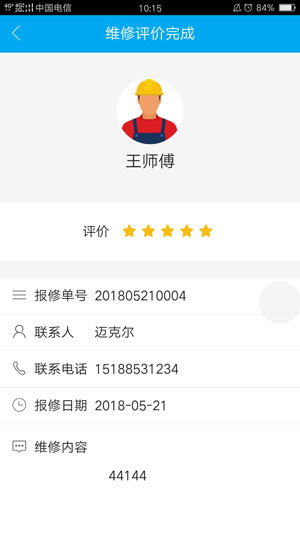 中国电信 10:15 84%
维修评价完成
王师傅
评价
报修单号 201805210004
联系人 迈克尔
联系电话 15188531234
报修日期 2018-05-21
维修内容
44144